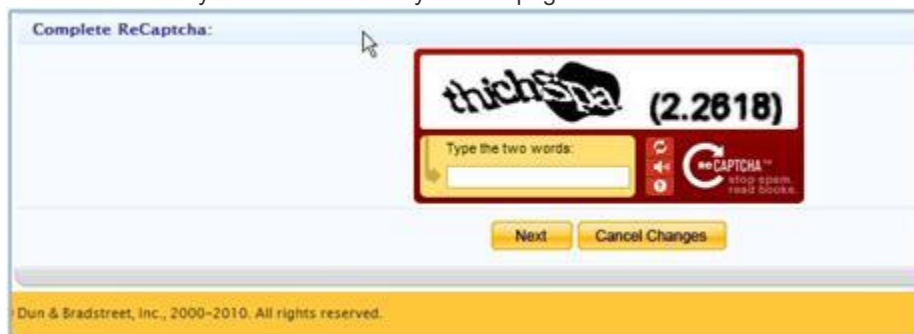 Complete ReCaptcha:
thichspa (2.2618)
Type the two words:
reCAPTCHA™
stop spam.
read books.
Next Cancel Changes
Dun & Bradstreet, Inc., 2000-2010. All rights reserved.